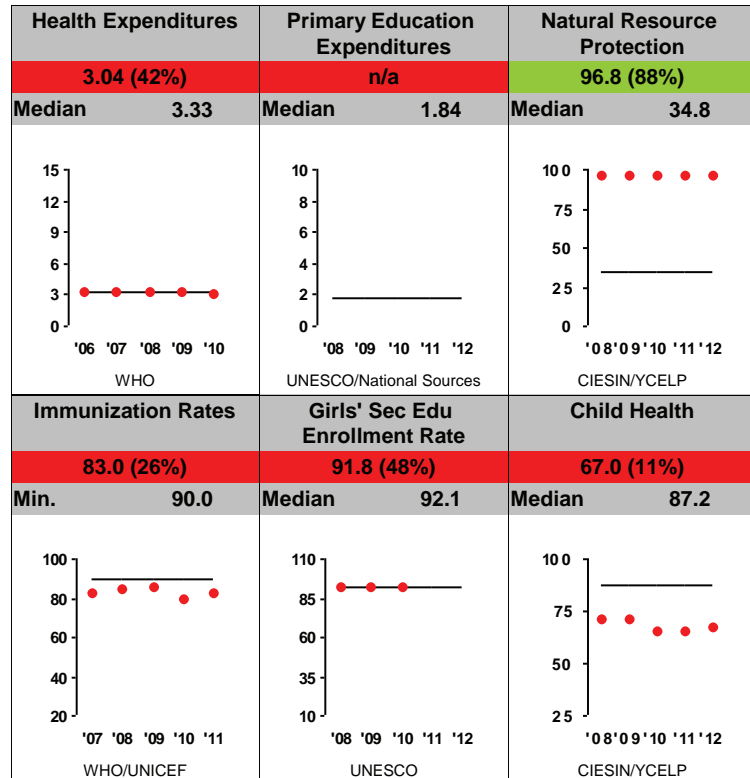 Health Expenditures
3.04 (42%)
Median 3.33
15
12
9
6
3
0
'06 '07 '08 '09 '10
WHO
Primary Education
Expenditures
n/a
Median 1.84
10
8
6
4
2
0
'08 '09 '10 '11 '12
UNESCO/National Sources
Natural Resource
Protection
96.8 (88%)
Median 34.8
100
75
50
25
0
'08 '09 '10 '11 '12
CIESIN/YCELP
Immunization Rates
83.0 (26%)
Min. 90.0
100
80
60
40
20
'07 '08 '09 '10 '11
WHO/UNICEF
Girls' Sec Edu
Enrollment Rate
91.8 (48%)
Median 92.1
110
85
60
35
10
'08 '09 '10 '11 '12
UNESCO
Child Health
67.0 (11%)
Median 87.2
100
75
50
25
'08 '09 '10 '11 '12
CIESIN/YCELP